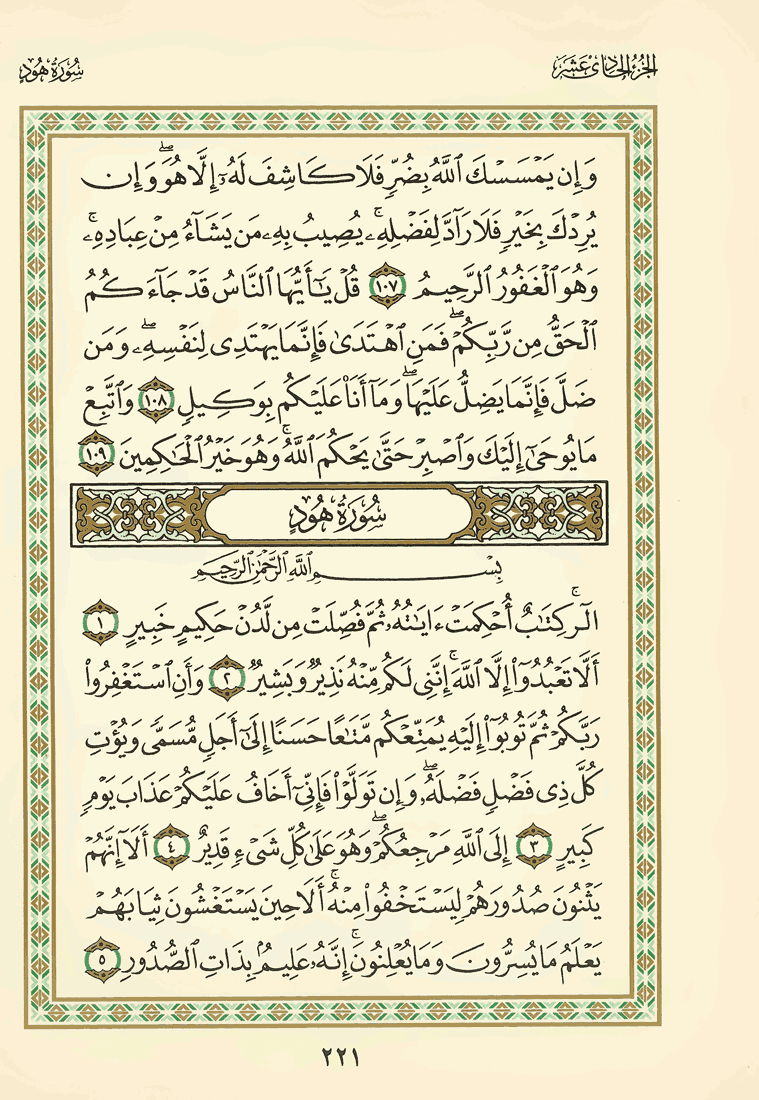 الجزء الحادي عشر
سورة هود
وَإِن يَمْسَسْكَ ٱللَّهُ بِضُرٍّ فَلَا كَاشِفَ لَهُۥٓ إِلَّا هُوَۖ وَإِن
يُرِدْكَ بِخَيْرٍ فَلَا رَآدَّ لِفَضْلِهِۦۚ يُصِيبُ بِهِۦ مَن يَشَآءُ مِنْ عِبَادِهِۦۚ
وَهُوَ ٱلْغَفُورُ ٱلرَّحِيمُ ١٠٧ قُلْ يَٰٓأَيُّهَا ٱلنَّاسُ قَدْ جَآءَكُمُ
ٱلْحَقُّ مِن رَّبِّكُمْۖ فَمَنِ ٱهْتَدَىٰ فَإِنَّمَا يَهْتَدِى لِنَفْسِهِۦۖ وَمَن
ضَلَّ فَإِنَّمَا يَضِلُّ عَلَيْهَاۖ وَمَآ أَنَا۠ عَلَيْكُم بِوَكِيلٍ ١٠٨ وَٱتَّبِعْ
مَا يُوحَىٰٓ إِلَيْكَ وَٱصْبِرْ حَتَّىٰ يَحْكُمَ ٱللَّهُۚ وَهُوَ خَيْرُ ٱلْحَٰكِمِينَ ١٠٩
سُورَةُ هُودٍ
بِسْمِ ٱللَّهِ ٱلرَّحْمَٰنِ ٱلرَّحِيمِ
الٓرۚ كِتَٰبٌ أُحْكِمَتْ ءَايَٰتُهُۥ ثُمَّ فُصِّلَتْ مِن لَّدُنْ حَكِيمٍ خَبِيرٍ ١
أَلَّا تَعْبُدُوٓا۟ إِلَّا ٱللَّهَۚ إِنَّنِى لَكُم مِّنْهُ نَذِيرٌ وَبَشِيرٌ ٢ وَأَنِ ٱسْتَغْفِرُوا۟
رَبَّكُمْ ثُمَّ تُوبُوٓا۟ إِلَيْهِ يُمَتِّعْكُم مَّتَٰعًا حَسَنًا إِلَىٰٓ أَجَلٍ مُّسَمًّى وَيُؤْتِ
كُلَّ ذِى فَضْلٍ فَضْلَهُۥۖ وَإِن تَوَلَّوْا۟ فَإِنِّىٓ أَخَافُ عَلَيْكُمْ عَذَابَ يَوْمٍ
كَبِيرٍ ٣ إِلَى ٱللَّهِ مَرْجِعُكُمْۖ وَهُوَ عَلَىٰ كُلِّ شَىْءٍ قَدِيرٌ ٤ أَلَآ إِنَّهُمْ
يَثْنُونَ صُدُورَهُمْ لِيَسْتَخْفُوا۟ مِنْهُۚ أَلَا حِينَ يَسْتَغْشُونَ ثِيَابَهُمْ
يَعْلَمُ مَا يُسِرُّونَ وَمَا يُعْلِنُونَۚ إِنَّهُۥ عَلِيمٌۢ بِذَاتِ ٱلصُّدُورِ ٥
٢٢١